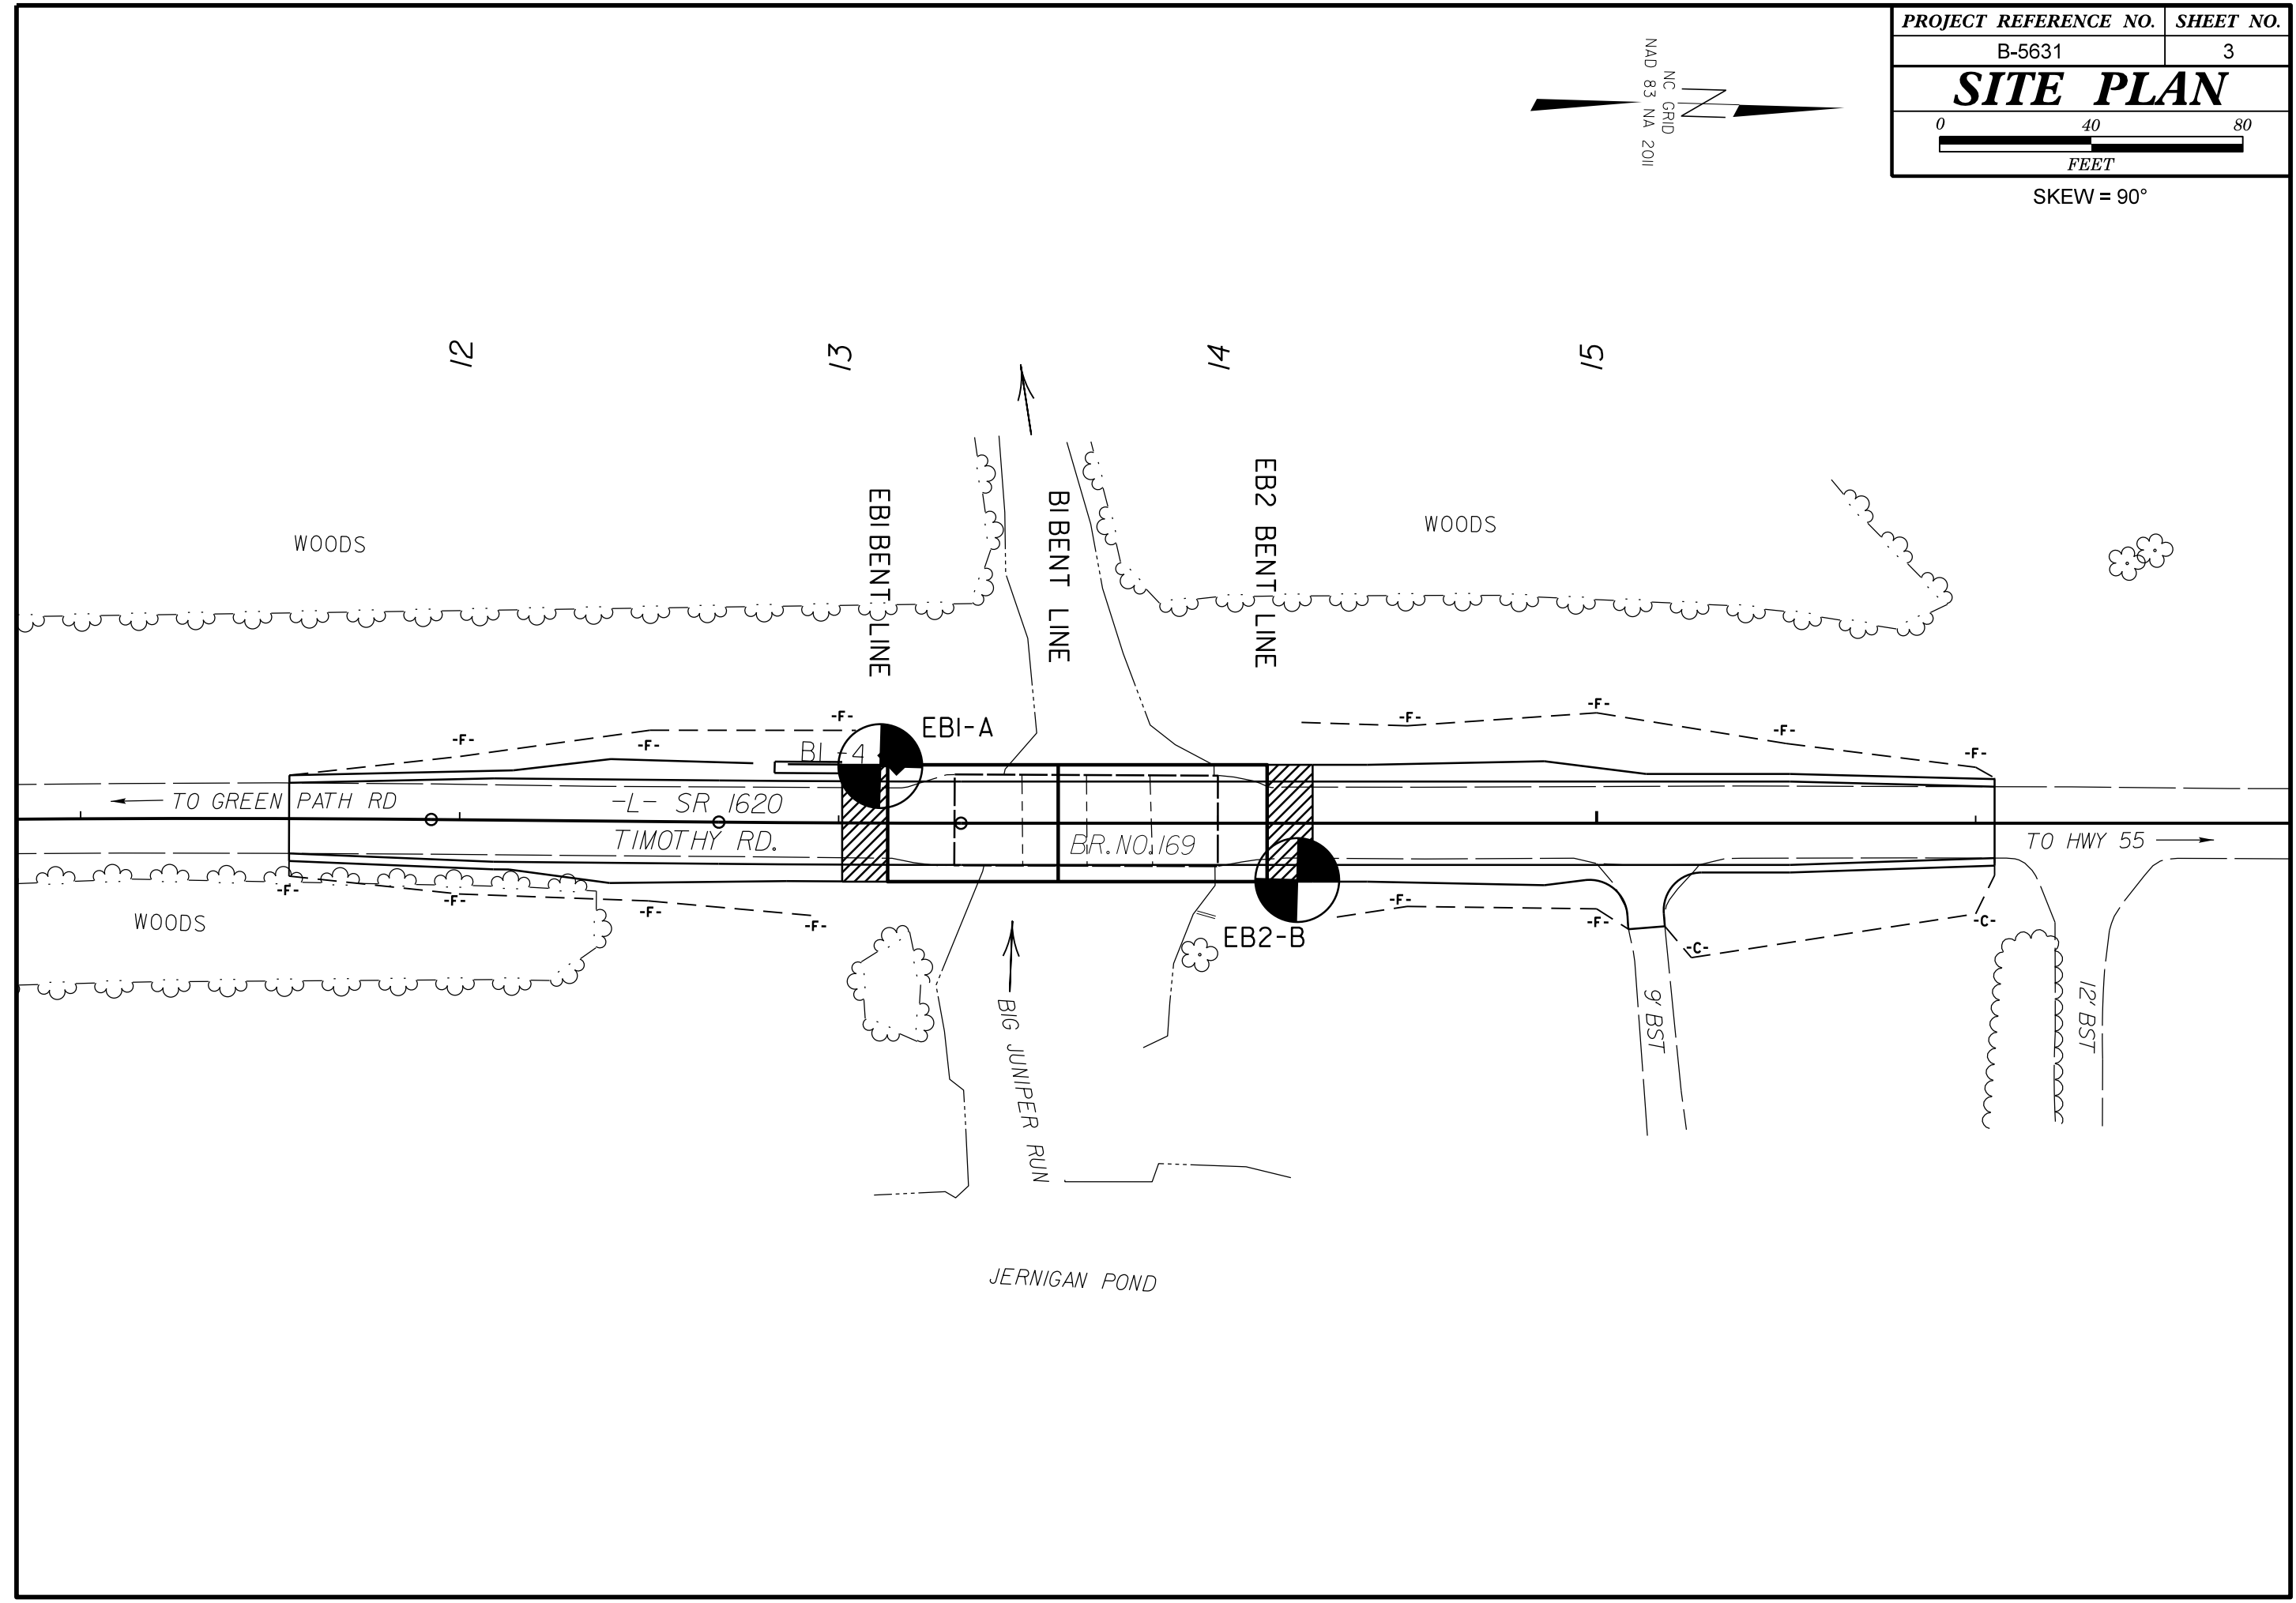 PROJECT REFERENCE NO. SHEET NO.
B-5631 3
SITE PLAN
0 40 80
FEET
SKEW = 90°
NC GRID
NAD 83 NA 2011
12 13 14 15
EB1 BENT LINE
B1 BENT LINE
EB2 BENT LINE
WOODS
WOODS
-F- -F- -F- -F- -F- -F- -F- -F-
EB1-A
BL-4
TO GREEN PATH RD
-L- SR 1620
TIMOTHY RD.
BR. NO. 169
TO HWY 55
-F- -F- -F- -F- -F- -F- -C- -C-
WOODS
EB2-B
9' BST
12' BST
BIG JUNIPER RUN
JERNIGAN POND